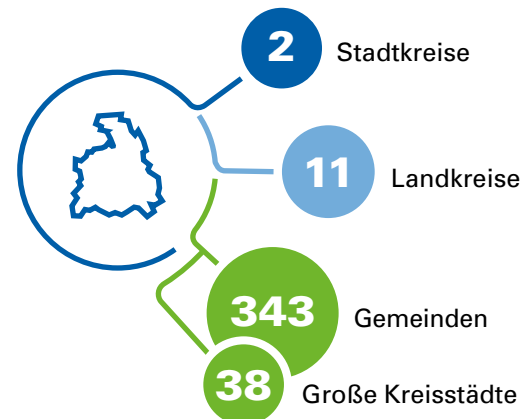 2 Stadtkreise
11 Landkreise
343 Gemeinden
38 Große Kreisstädte